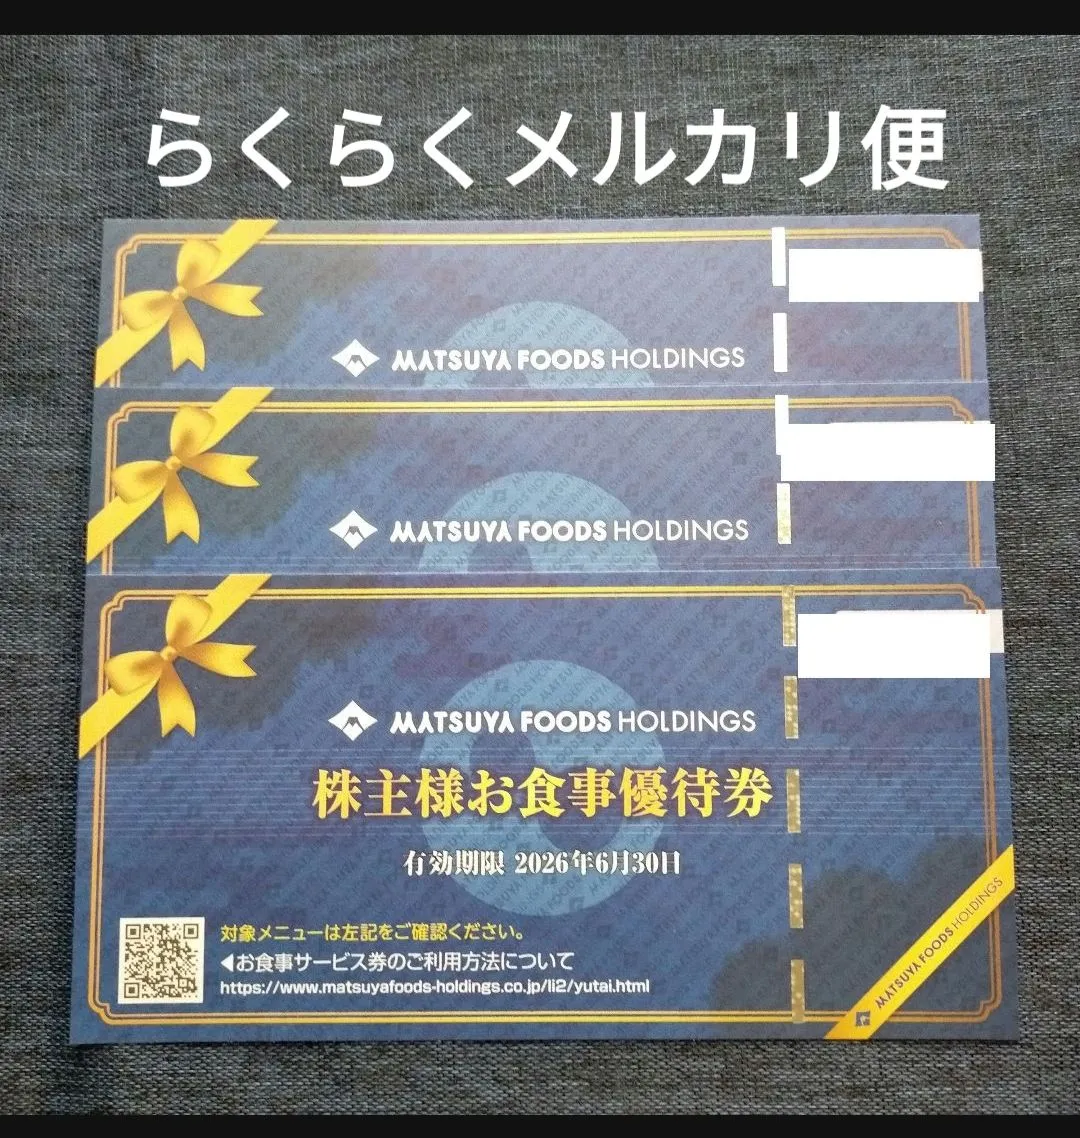 らくらくメルカリ便
MATSUYA FOODS HOLDINGS
MATSUYA FOODS HOLDINGS
MATSUYA FOODS HOLDINGS
株主様お食事優待券
有効期限 2026年6月30日
対象メニューは左記をご確認ください。
◀お食事サービス券のご利用方法について
https://www.matsuyafoods-holdings.co.jp/li2/yutai.html
MATSUYA FOODS HOLDINGS